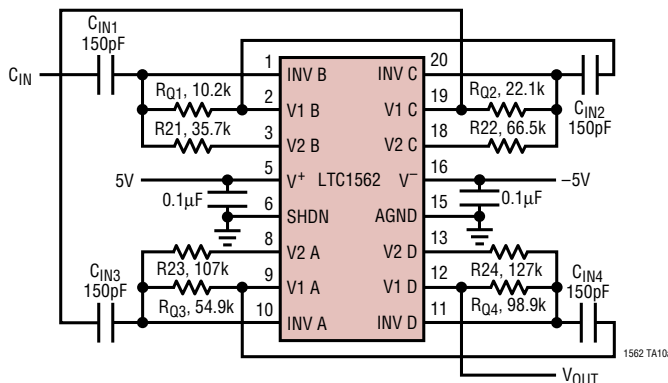 CIN1
150pF
CIN
1
INV B
INV C
20
RQ1, 10.2k
2
V1 B
V1 C
19
RQ2, 22.1k
CIN2
150pF
R21, 35.7k
3
V2 B
V2 C
18
R22, 66.5k
5V
5
V+
LTC1562
V−
16
–5V
0.1µF
6
SHDN
AGND
15
0.1µF
8
V2 A
V2 D
13
CIN3
150pF
R23, 107k
9
V1 A
V1 D
12
R24, 127k
CIN4
150pF
RQ3, 54.9k
10
INV A
INV D
11
RQ4, 98.9k
1562 TA10
VOUT